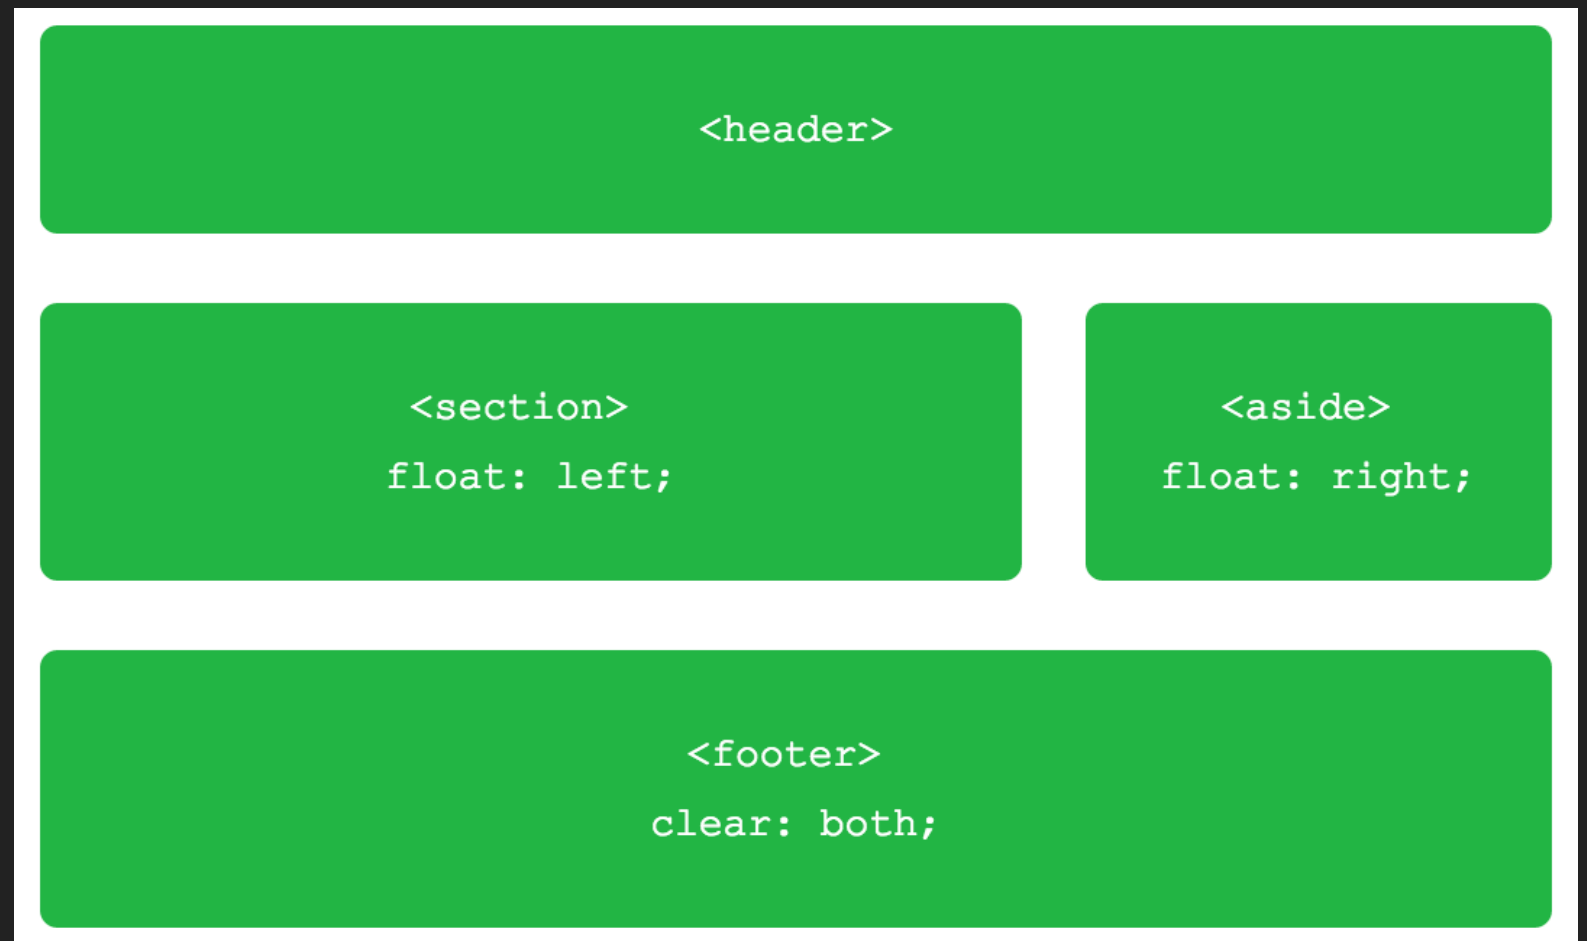 <header>
<section>
float: left;
<aside>
float: right;
<footer>
clear: both;